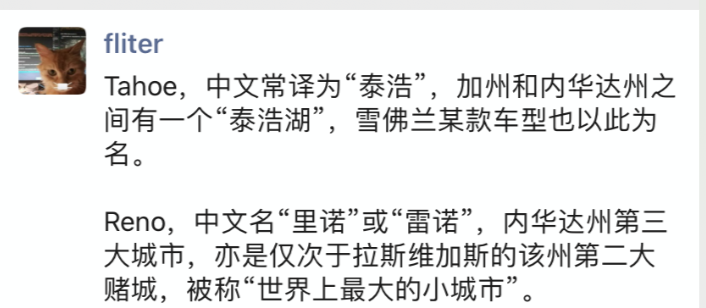 fliter
Tahoe，中文常译为“泰浩”，加州和内华达州之
间有一个“泰浩湖”，雪佛兰某款车型也以此为
名。
Reno，中文名“里诺”或“雷诺”，内华达州第三
大城市，亦是仅次于拉斯维加斯的该州第二大
赌城，被称“世界上最大的小城市”。